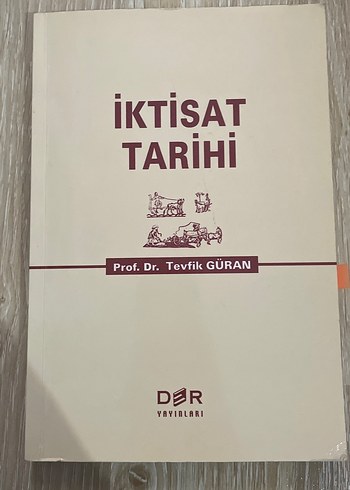 İKTİSAT
TARİHİ
Prof. Dr. Tevfik GÜRAN
DER
YAYINLARI